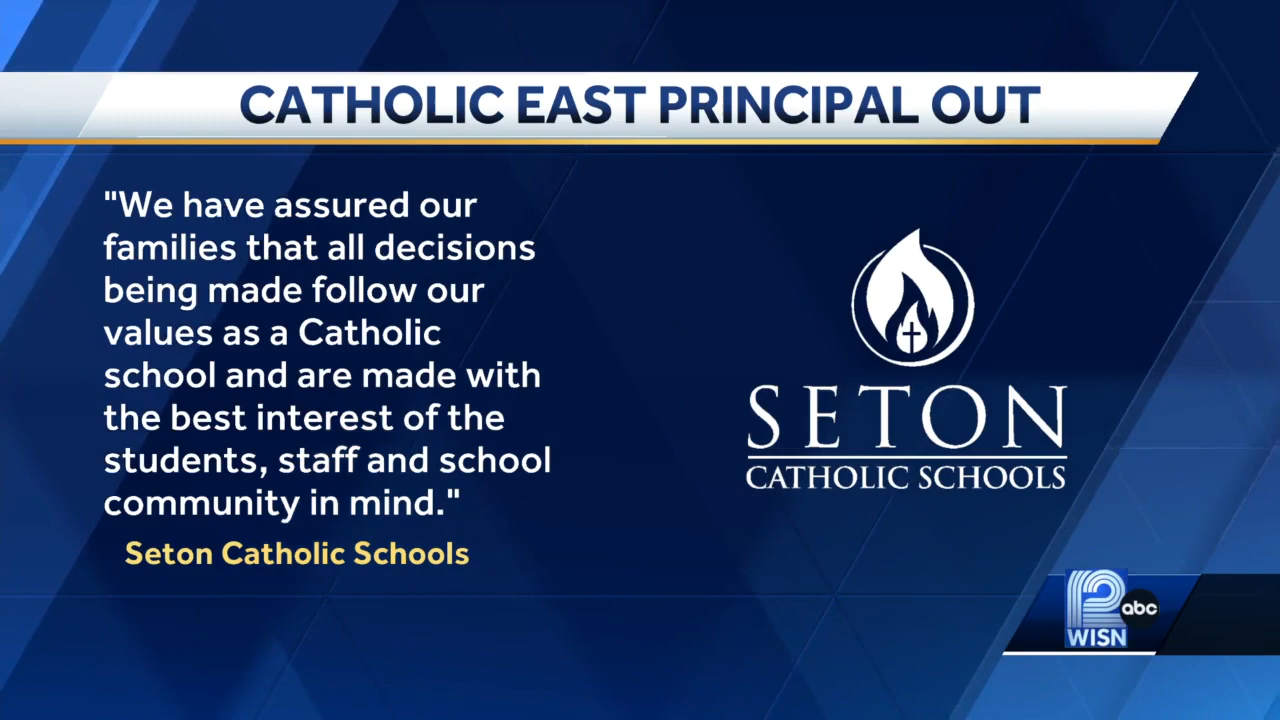 CATHOLIC EAST PRINCIPAL OUT
"We have assured our
families that all decisions
being made follow our
values as a Catholic
school and are made with
the best interest of the
students, staff and school
community in mind."
Seton Catholic Schools
SETON
CATHOLIC SCHOOLS
12
abc
WISN